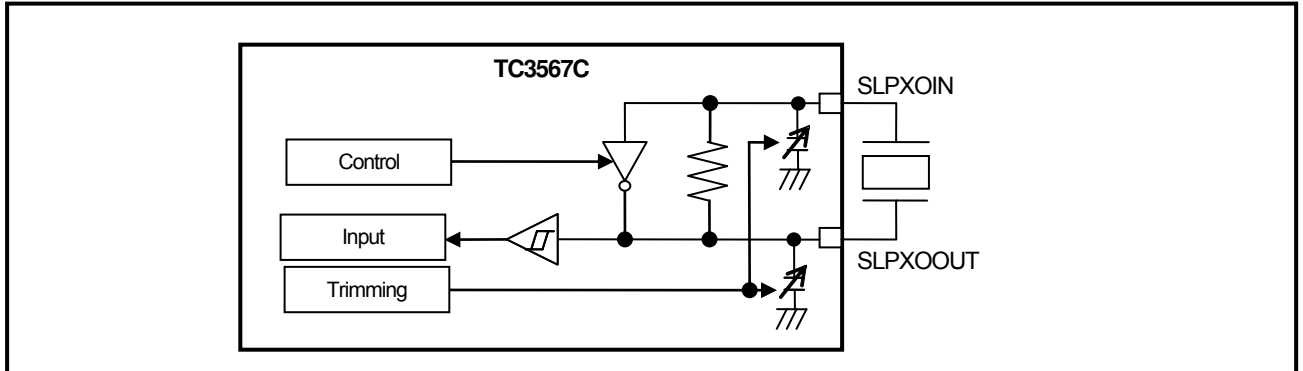 TC3567C
SLPXOIN
Control
Input
SLPXOOUT
Trimming